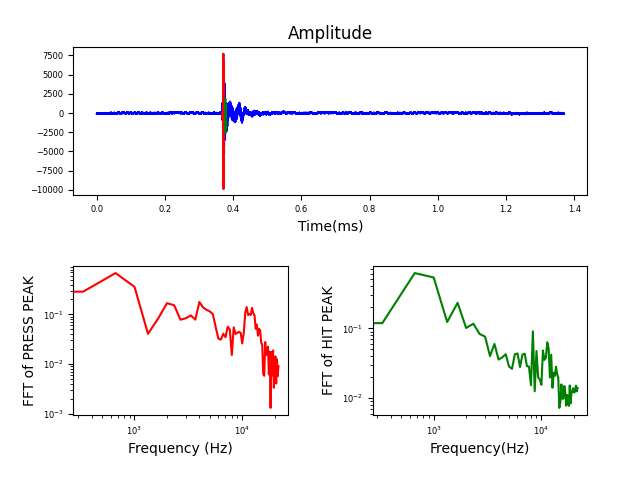 Amplitude
7500
5000
2500
0
−2500
−5000
−7500
−10000
0.0 0.2 0.4 0.6 0.8 1.0 1.2 1.4
Time(ms)
FFT of PRESS PEAK
10⁻¹
10⁻²
10⁻³
10³ 10⁴
Frequency (Hz)
FFT of HIT PEAK
10⁻¹
10⁻²
10³ 10⁴
Frequency(Hz)